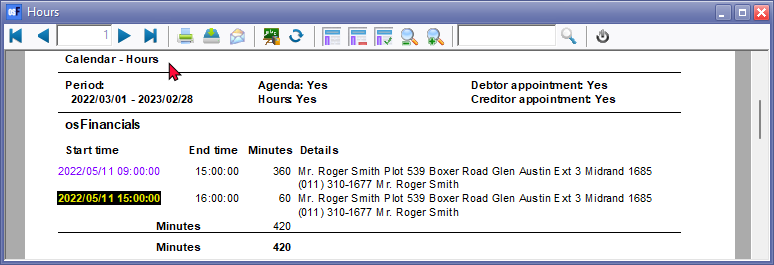 Hours
1
Calendar - Hours
Period: Agenda: Yes Debtor appointment: Yes
2022/03/01 - 2023/02/28 Hours: Yes Creditor appointment: Yes
osFinancials
Start time End time Minutes Details
2022/05/11 09:00:00 15:00:00 360 Mr. Roger Smith Plot 539 Boxer Road Glen Austin Ext 3 Midrand 1685
(011) 310-1677 Mr. Roger Smith
2022/05/11 15:00:00 16:00:00 60 Mr. Roger Smith Plot 539 Boxer Road Glen Austin Ext 3 Midrand 1685
(011) 310-1677 Mr. Roger Smith
Minutes 420
Minutes 420